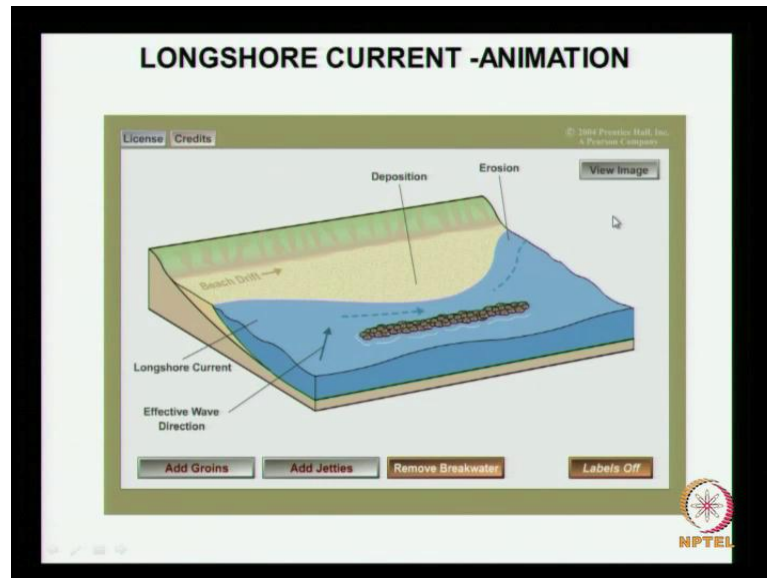 LONGSHORE CURRENT -ANIMATION
License Credits
© 2004 Prentice Hall, Inc.
A Pearson Company
View Image
Erosion
Deposition
Beach Drift
Longshore Current
Effective Wave
Direction
Add Groins Add Jetties Remove Breakwater Labels Off
NPTEL